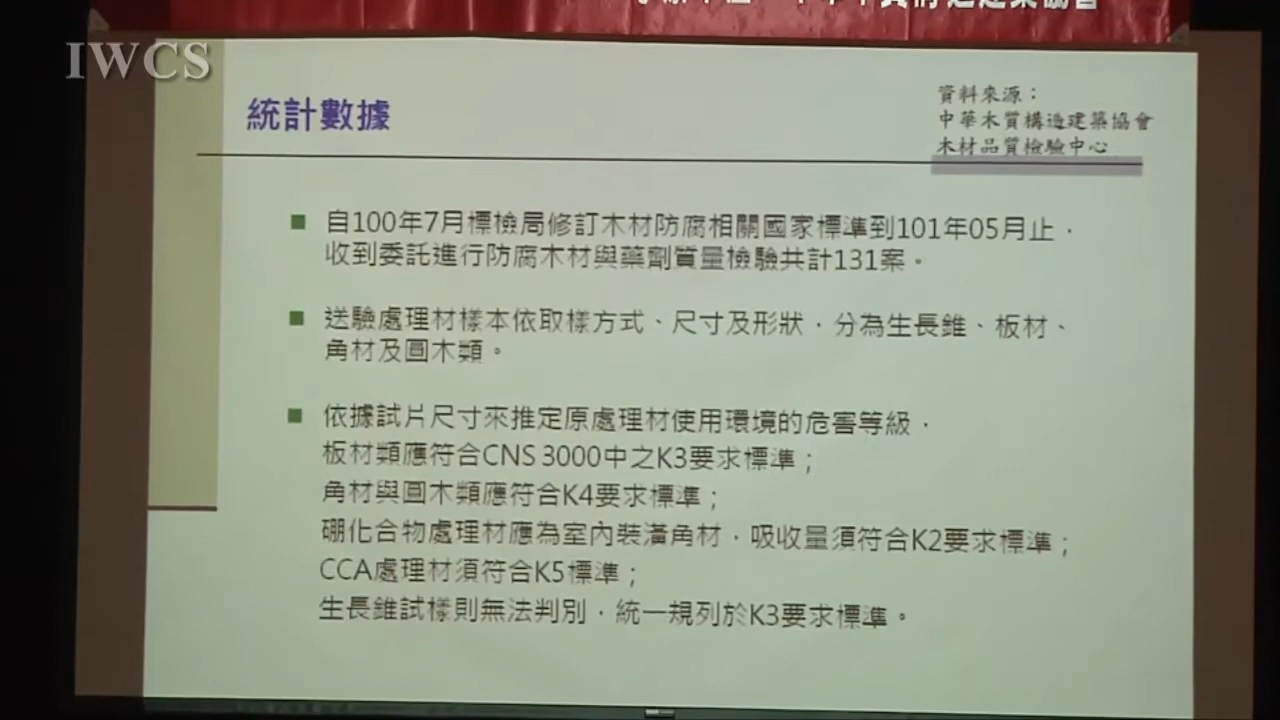 IWCS
統計數據
資料來源：
中華木質構造建築協會
木材品質檢驗中心
■ 自100年7月標檢局修訂木材防腐相關國家標準到101年05月止，
收到委託進行防腐木材與藥劑質量檢驗共計131案。
■ 送驗處理材樣本依取樣方式、尺寸及形狀，分為生長錐、板材、
角材及圓木類。
■ 依據試片尺寸來推定原處理材使用環境的危害等級，
板材類應符合CNS 3000中之K3要求標準；
角材與圓木類應符合K4要求標準；
硼化合物處理材應為室內裝潢角材，吸收量須符合K2要求標準；
CCA處理材須符合K5標準；
生長錐試樣則無法判別，統一規列於K3要求標準。